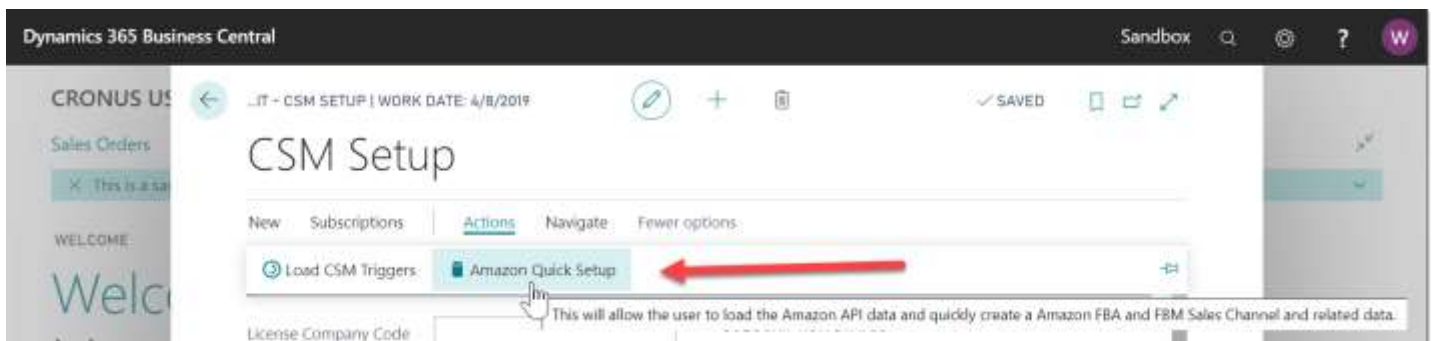 Dynamics 365 Business Central Sandbox ? W
CRONUS US ...IT - CSM SETUP | WORK DATE: 4/8/2019 SAVED
Sales Orders
CSM Setup
This is a sa
New Subscriptions Actions Navigate Fewer options
WELCOME
Load CSM Triggers Amazon Quick Setup
Welc
This will allow the user to load the Amazon API data and quickly create a Amazon FBA and FBM Sales Channel and related data.
License Company Code